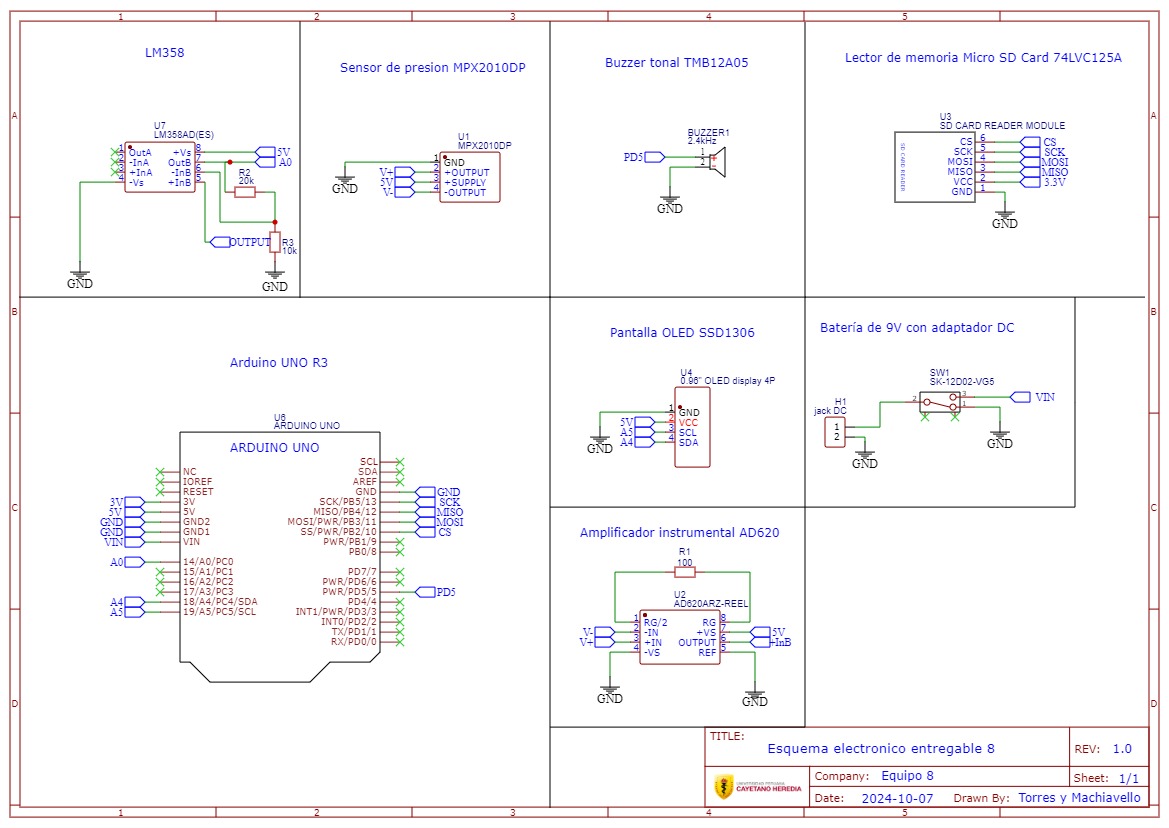 1 2 3 4 5
A
B
C
D
A
B
C
D
1 2 3 4 5
LM358
U7
LM358AD(ES)
1 OutA +Vs 8 5V
2 -InA OutB 7 A0
3 +InA -InB 6
4 -Vs +InB 5
R2
20k
OUTPUT
R3
10k
GND
GND
Sensor de presion MPX2010DP
U1
MPX2010DP
1 GND
V+ 2 +OUTPUT
5V 3 +SUPPLY
V- 4 -OUTPUT
GND
Buzzer tonal TMB12A05
BUZZER1
2.4kHz
PD5 1 +
2
GND
Lector de memoria Micro SD Card 74LVC125A
U3
SD CARD READER MODULE
SD CARD READER
CS 6 CS
SCK 5 SCK
MOSI 4 MOSI
MISO 3 MISO
VCC 2 3.3V
GND 1
GND
Arduino UNO R3
U6
ARDUINO UNO
ARDUINO UNO
NC
IOREF
RESET
3V 3V
5V 5V
GND GND2
GND GND1
VIN VIN
A0 14/A0/PC0
15/A1/PC1
16/A2/PC2
17/A3/PC3
A4 18/A4/PC4/SDA
A5 19/A5/PC5/SCL
SCL
SDA
AREF
GND GND
SCK/PB5/13 SCK
MISO/PB4/12 MISO
MOSI/PWR/PB3/11 MOSI
SS/PWR/PB2/10 CS
PWR/PB1/9
PB0/8
PD7/7
PWR/PD6/6
PWR/PD5/5 PD5
PD4/4
INT1/PWR/PD3/3
INT0/PD2/2
TX/PD1/1
RX/PD0/0
Pantalla OLED SSD1306
U4
0.96" OLED display 4P
1 GND
5V 2 VCC
A5 3 SCL
A4 4 SDA
GND
Batería de 9V con adaptador DC
SW1
SK-12D02-VG5
H1
jack DC
1
2
2 3 VIN
1
GND
GND
Amplificador instrumental AD620
R1
100
U2
AD620ARZ-REEL
1 RG/2 RG 8
V- 2 -IN +VS 7 5V
V+ 3 +IN OUTPUT 6 +InB
4 -VS REF 5
GND
GND
TITLE:
Esquema electronico entregable 8
REV: 1.0
UNIVERSIDAD PERUANA
CAYETANO HEREDIA
Company: Equipo 8
Sheet: 1/1
Date: 2024-10-07 Drawn By: Torres y Machiavello